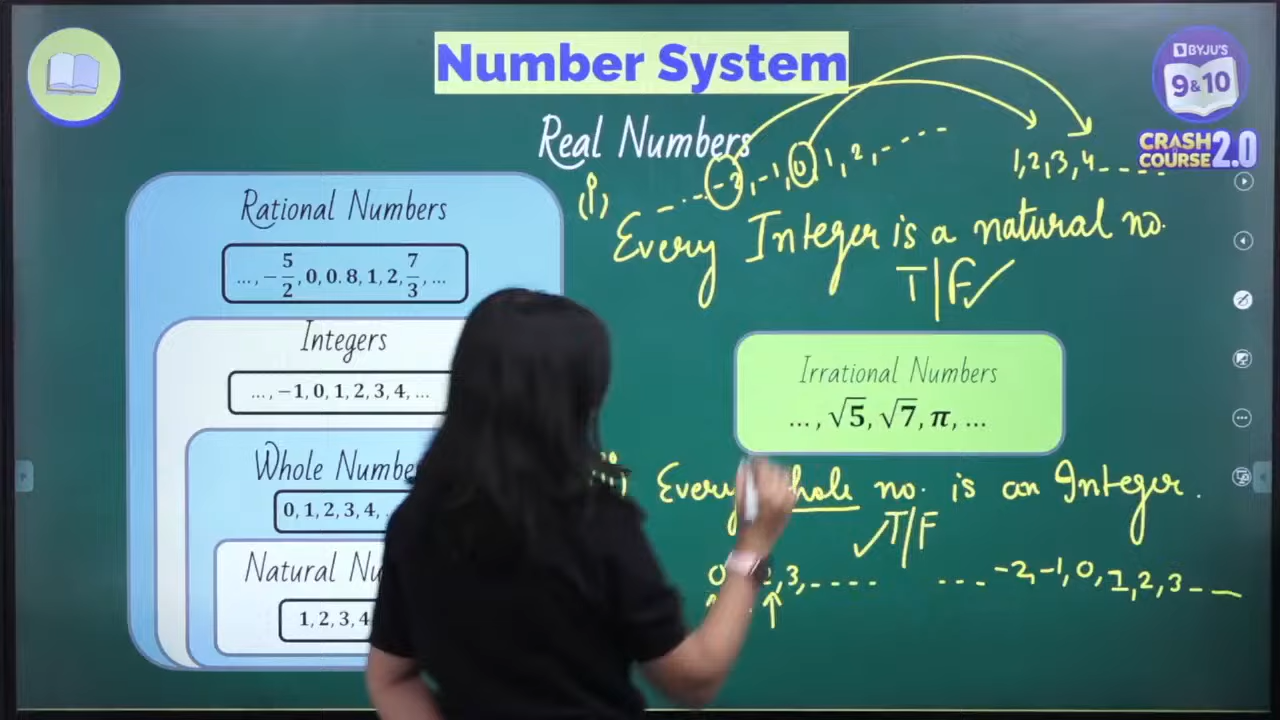 Number System
BYJU'S
9&10
CRASH
COURSE 2.0
Real Numbers
(i) ... -2, -1, 0, 1, 2, ...
1, 2, 3, 4 ...
Every Integer is a natural no.
T|F ✓
Rational Numbers
..., -5/2, 0, 0.8, 1, 2, 7/3, ...
Integers
..., -1, 0, 1, 2, 3, 4, ...
Whole
0, 1, 2, 3, 4,
Natural
1, 2, 3, 4
Irrational Numbers
..., √5, √7, π, ...
Every no. is an Integer.
✓ T/F
0 , 3, ....
... -2, -1, 0, 1, 2, 3 --